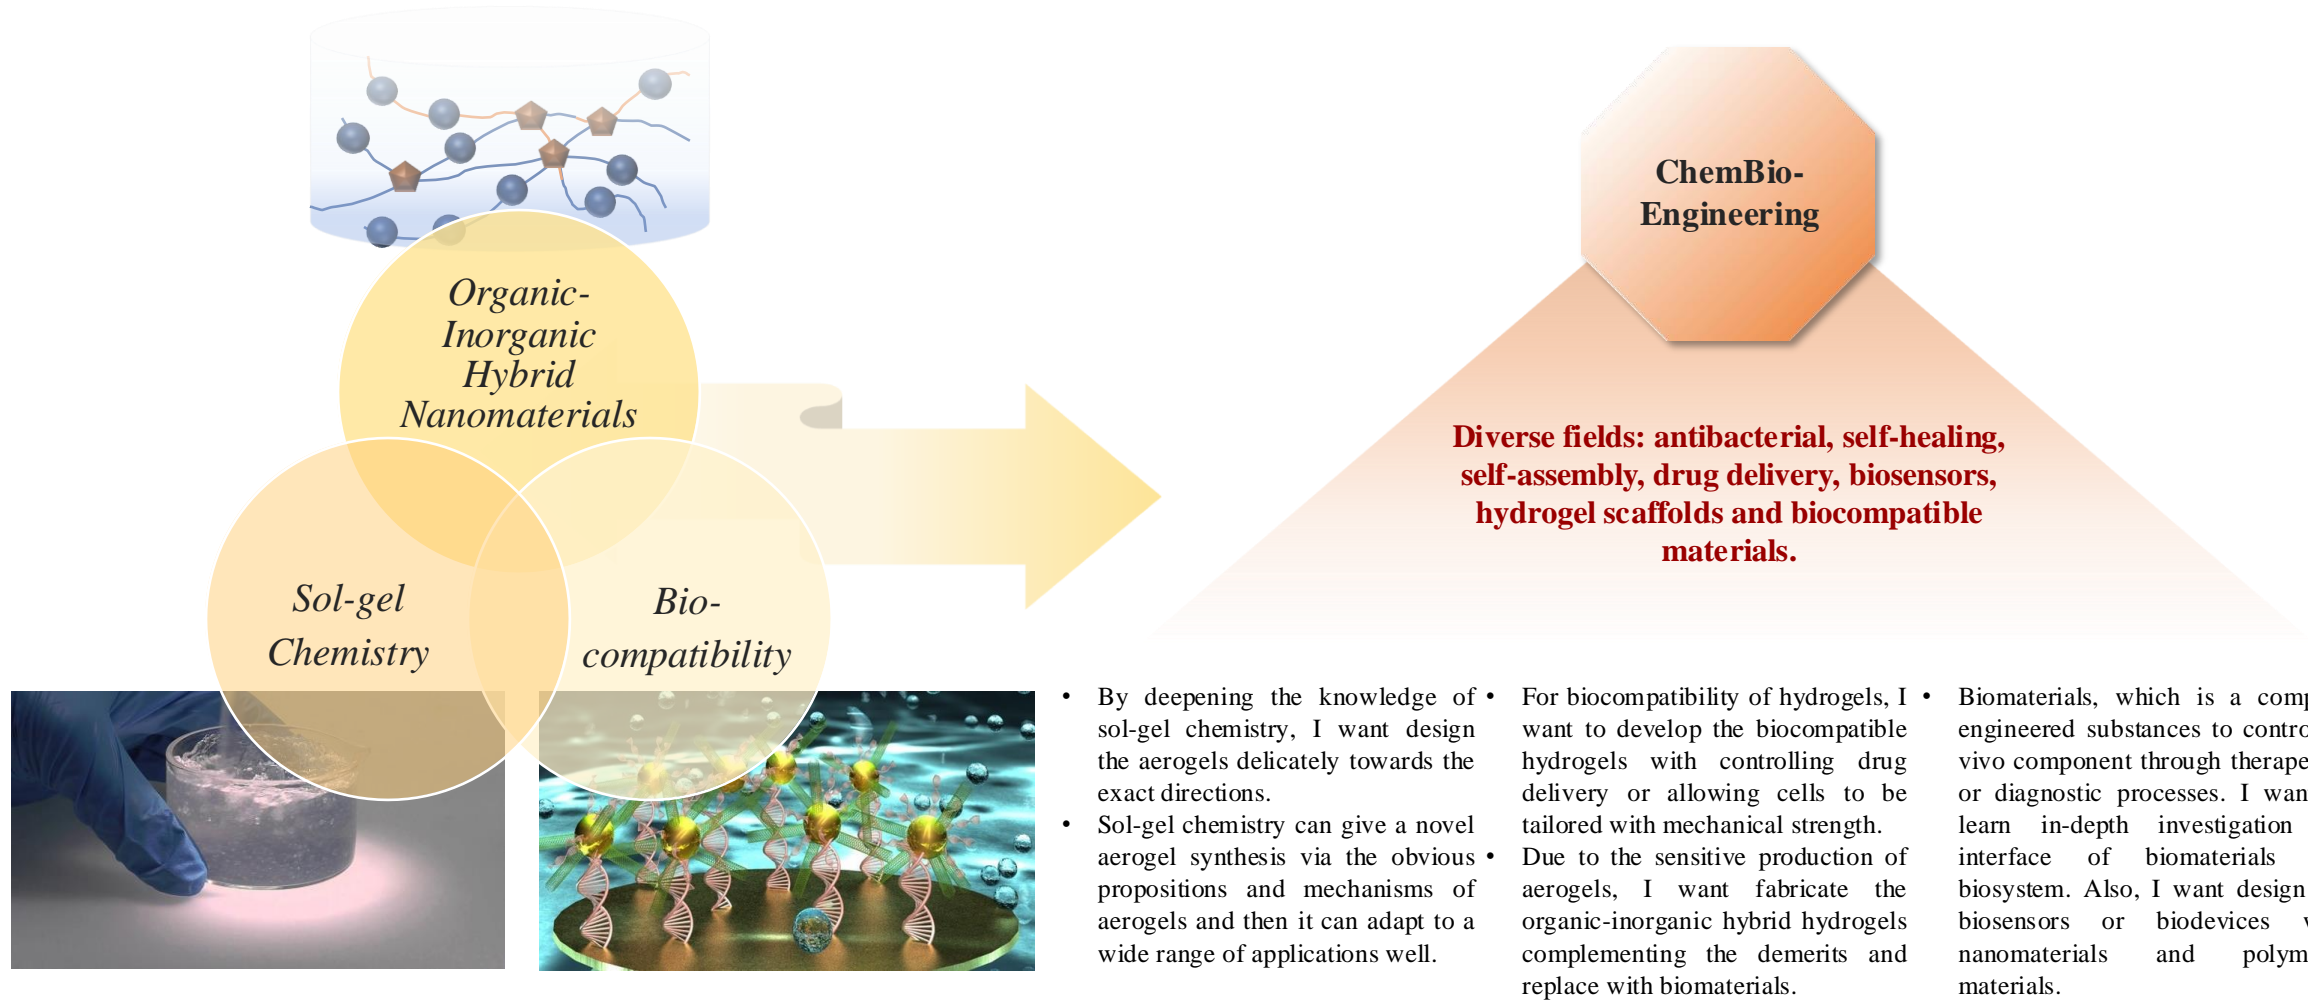 Organic-
Inorganic
Hybrid
Nanomaterials
Sol-gel
Chemistry
Bio-
compatibility
ChemBio-
Engineering
Diverse fields: antibacterial, self-healing,
self-assembly, drug delivery, biosensors,
hydrogel scaffolds and biocompatible
materials.
• By deepening the knowledge of
sol-gel chemistry, I want design
the aerogels delicately towards the
exact directions.
• Sol-gel chemistry can give a novel
aerogel synthesis via the obvious
propositions and mechanisms of
aerogels and then it can adapt to a
wide range of applications well.
• For biocompatibility of hydrogels, I
want to develop the biocompatible
hydrogels with controlling drug
delivery or allowing cells to be
tailored with mechanical strength.
• Due to the sensitive production of
aerogels, I want fabricate the
organic-inorganic hybrid hydrogels
complementing the demerits and
replace with biomaterials.
• Biomaterials, which is a
engineered substances to
vivo component through
or diagnostic processes. I
learn in-depth investigation
interface of biomaterials
biosystem. Also, I want design
biosensors or biodevices
nanomaterials and
materials.